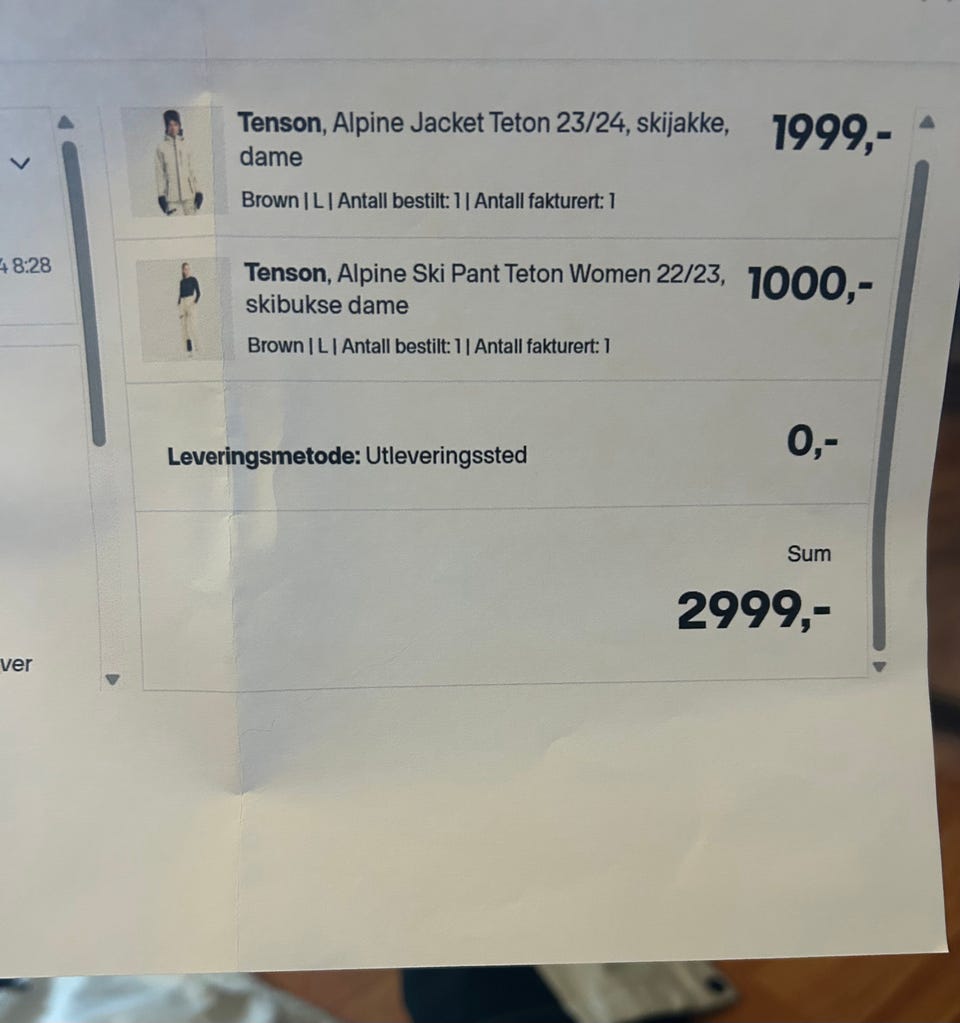 Tenson, Alpine Jacket Teton 23/24, skijakke,
dame
1999,-
Brown | L | Antall bestilt: 1 | Antall fakturert: 1
4 8:28
Tenson, Alpine Ski Pant Teton Women 22/23,
skibukse dame
1000,-
Brown | L | Antall bestilt: 1 | Antall fakturert: 1
Leveringsmetode: Utleveringssted
0,-
Sum
2999,-
ver